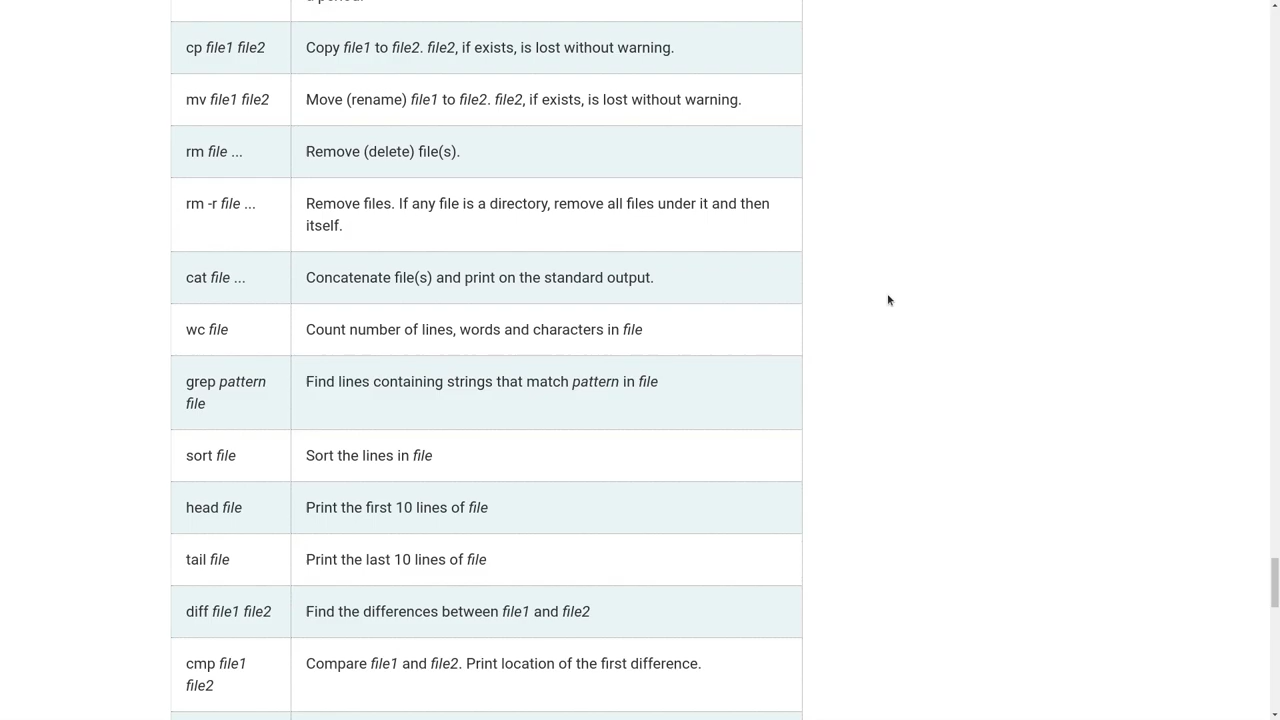 a period.
cp file1 file2 Copy file1 to file2. file2, if exists, is lost without warning.
mv file1 file2 Move (rename) file1 to file2. file2, if exists, is lost without warning.
rm file ... Remove (delete) file(s).
rm -r file ... Remove files. If any file is a directory, remove all files under it and then
itself.
cat file ... Concatenate file(s) and print on the standard output.
wc file Count number of lines, words and characters in file
grep pattern Find lines containing strings that match pattern in file
file
sort file Sort the lines in file
head file Print the first 10 lines of file
tail file Print the last 10 lines of file
diff file1 file2 Find the differences between file1 and file2
cmp file1 Compare file1 and file2. Print location of the first difference.
file2